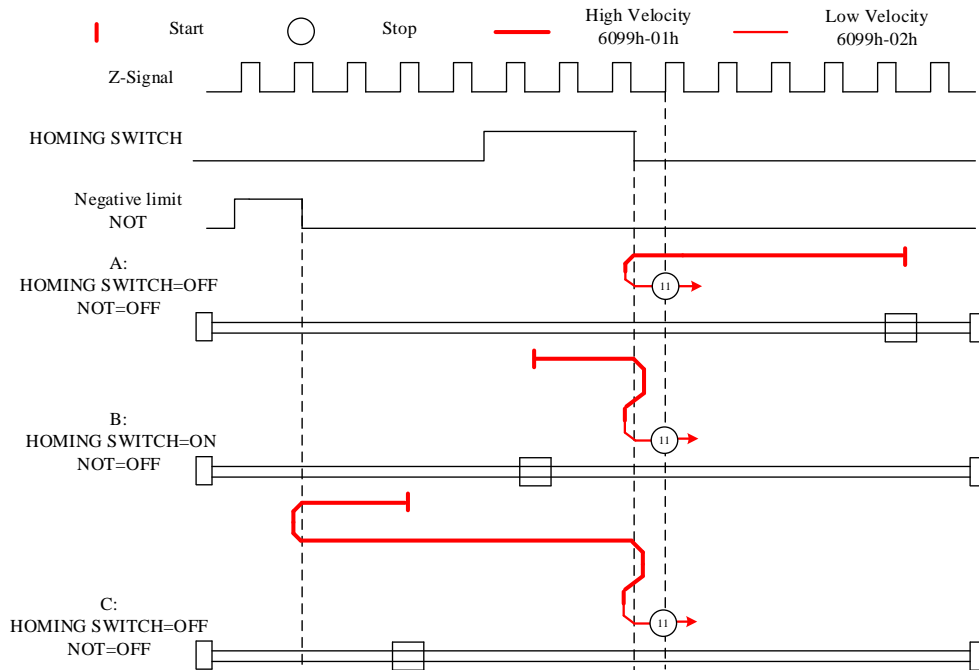 Start Stop High Velocity Low Velocity
6099h-01h 6099h-02h
Z-Signal
HOMING SWITCH
Negative limit
NOT
A:
HOMING SWITCH=OFF
NOT=OFF
11
B:
HOMING SWITCH=ON
NOT=OFF
11
C:
HOMING SWITCH=OFF
NOT=OFF
11